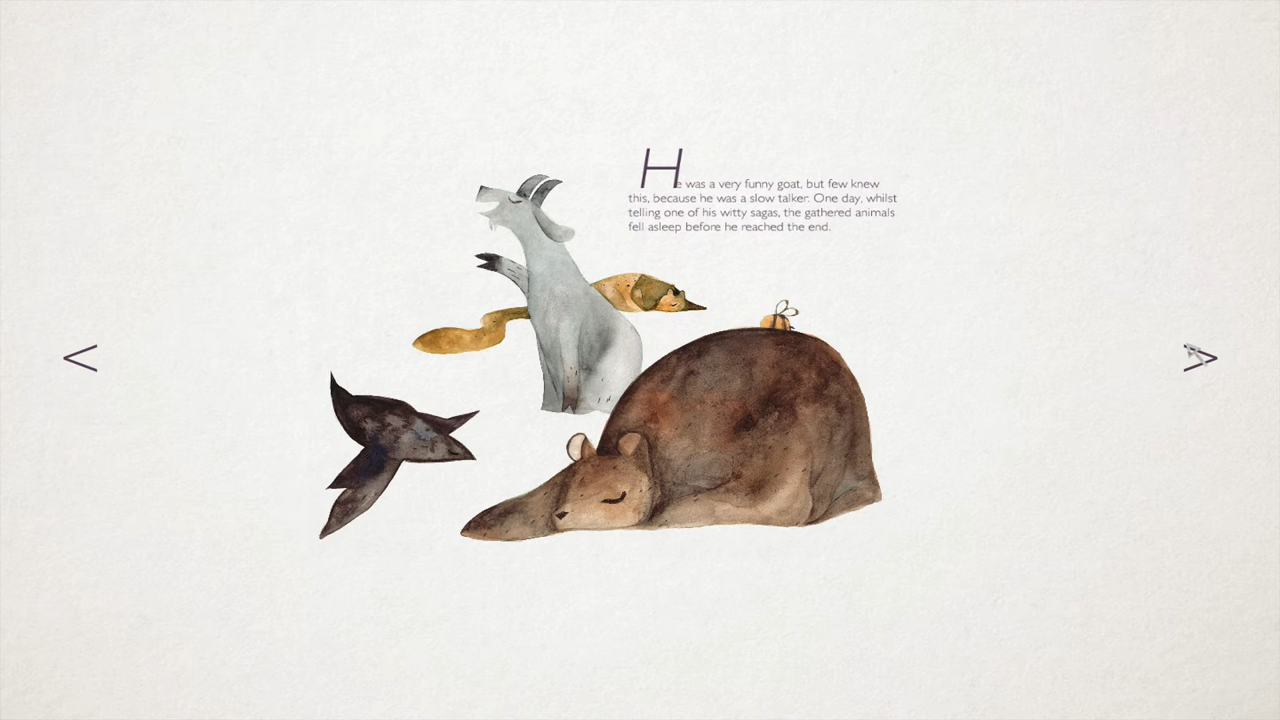 He was a very funny goat, but few knew
this, because he was a slow talker. One day, whilst
telling one of his witty sagas, the gathered animals
fell asleep before he reached the end.